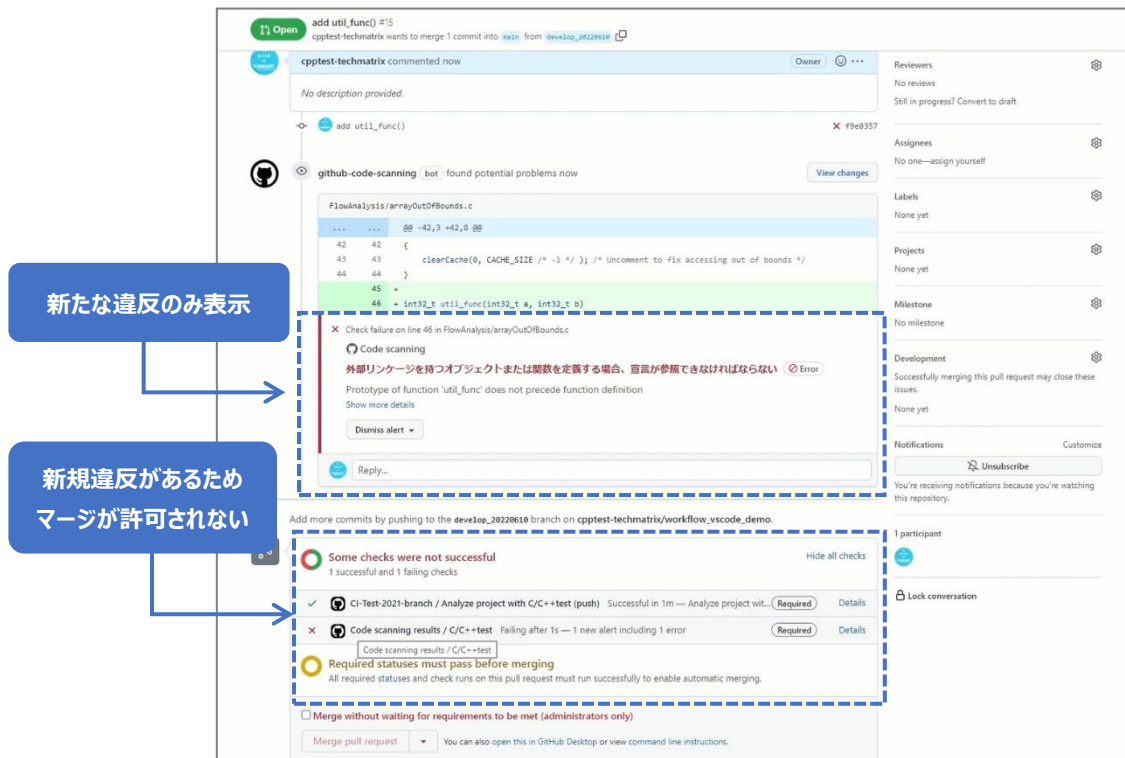 Open
add util_func() #15
cpptest-techmatrix wants to merge 1 commit into main from develop_20220610
cpptest-techmatrix commented now
Owner
No description provided.
add util_func()
f9e0357
github-code-scanning bot found potential problems now
View changes
FlowAnalysis/arrayOutOfBounds.c
... ... @@ -42,3 +42,8 @@
42 42 {
43 43 clearCache(0, CACHE_SIZE /* -1 */ ); /* Uncomment to fix accessing out of bounds */
44 44 }
45 +
46 + int32_t util_func(int32_t a, int32_t b)
新たな違反のみ表示
Check failure on line 46 in FlowAnalysis/arrayOutOfBounds.c
Code scanning
外部リンケージを持つオブジェクトまたは関数を定義する場合、宣言が参照できなければならない Error
Prototype of function 'util_func' does not precede function definition
Show more details
Dismiss alert
Reply...
新規違反があるため
マージが許可されない
Add more commits by pushing to the develop_20220610 branch on cpptest-techmatrix/workflow_vscode_demo.
Some checks were not successful
Hide all checks
1 successful and 1 failing checks
CI-Test-2021-branch / Analyze project with C/C++test (push) Successful in 1m — Analyze project wit... Required Details
Code scanning results / C/C++test Failing after 1s — 1 new alert including 1 error Required Details
Code scanning results / C/C++test
Required statuses must pass before merging
All required statuses and check runs on this pull request must run successfully to enable automatic merging.
Merge without waiting for requirements to be met (administrators only)
Merge pull request
You can also open this in GitHub Desktop or view command line instructions.
Reviewers
No reviews
Still in progress? Convert to draft
Assignees
No one—assign yourself
Labels
None yet
Projects
None yet
Milestone
No milestone
Development
Successfully merging this pull request may close these
issues.
None yet
Notifications
Customize
Unsubscribe
You're receiving notifications because you're watching
this repository.
1 participant
Lock conversation